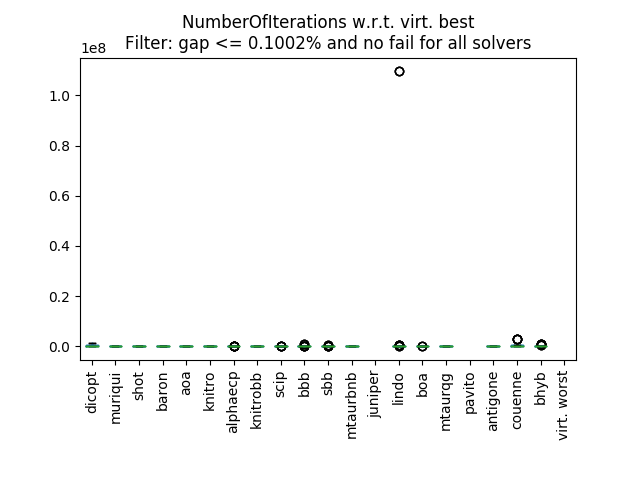 NumberOfIterations w.r.t. virt. best
Filter: gap <= 0.1002% and no fail for all solvers
1e8
1.0
0.8
0.6
0.4
0.2
0.0
dicopt
muriqui
shot
baron
aoa
knitro
alphaecp
knitrobb
scip
bbb
sbb
mtaurbnb
juniper
lindo
boa
mtaurqg
pavito
antigone
couenne
bhyb
virt. worst